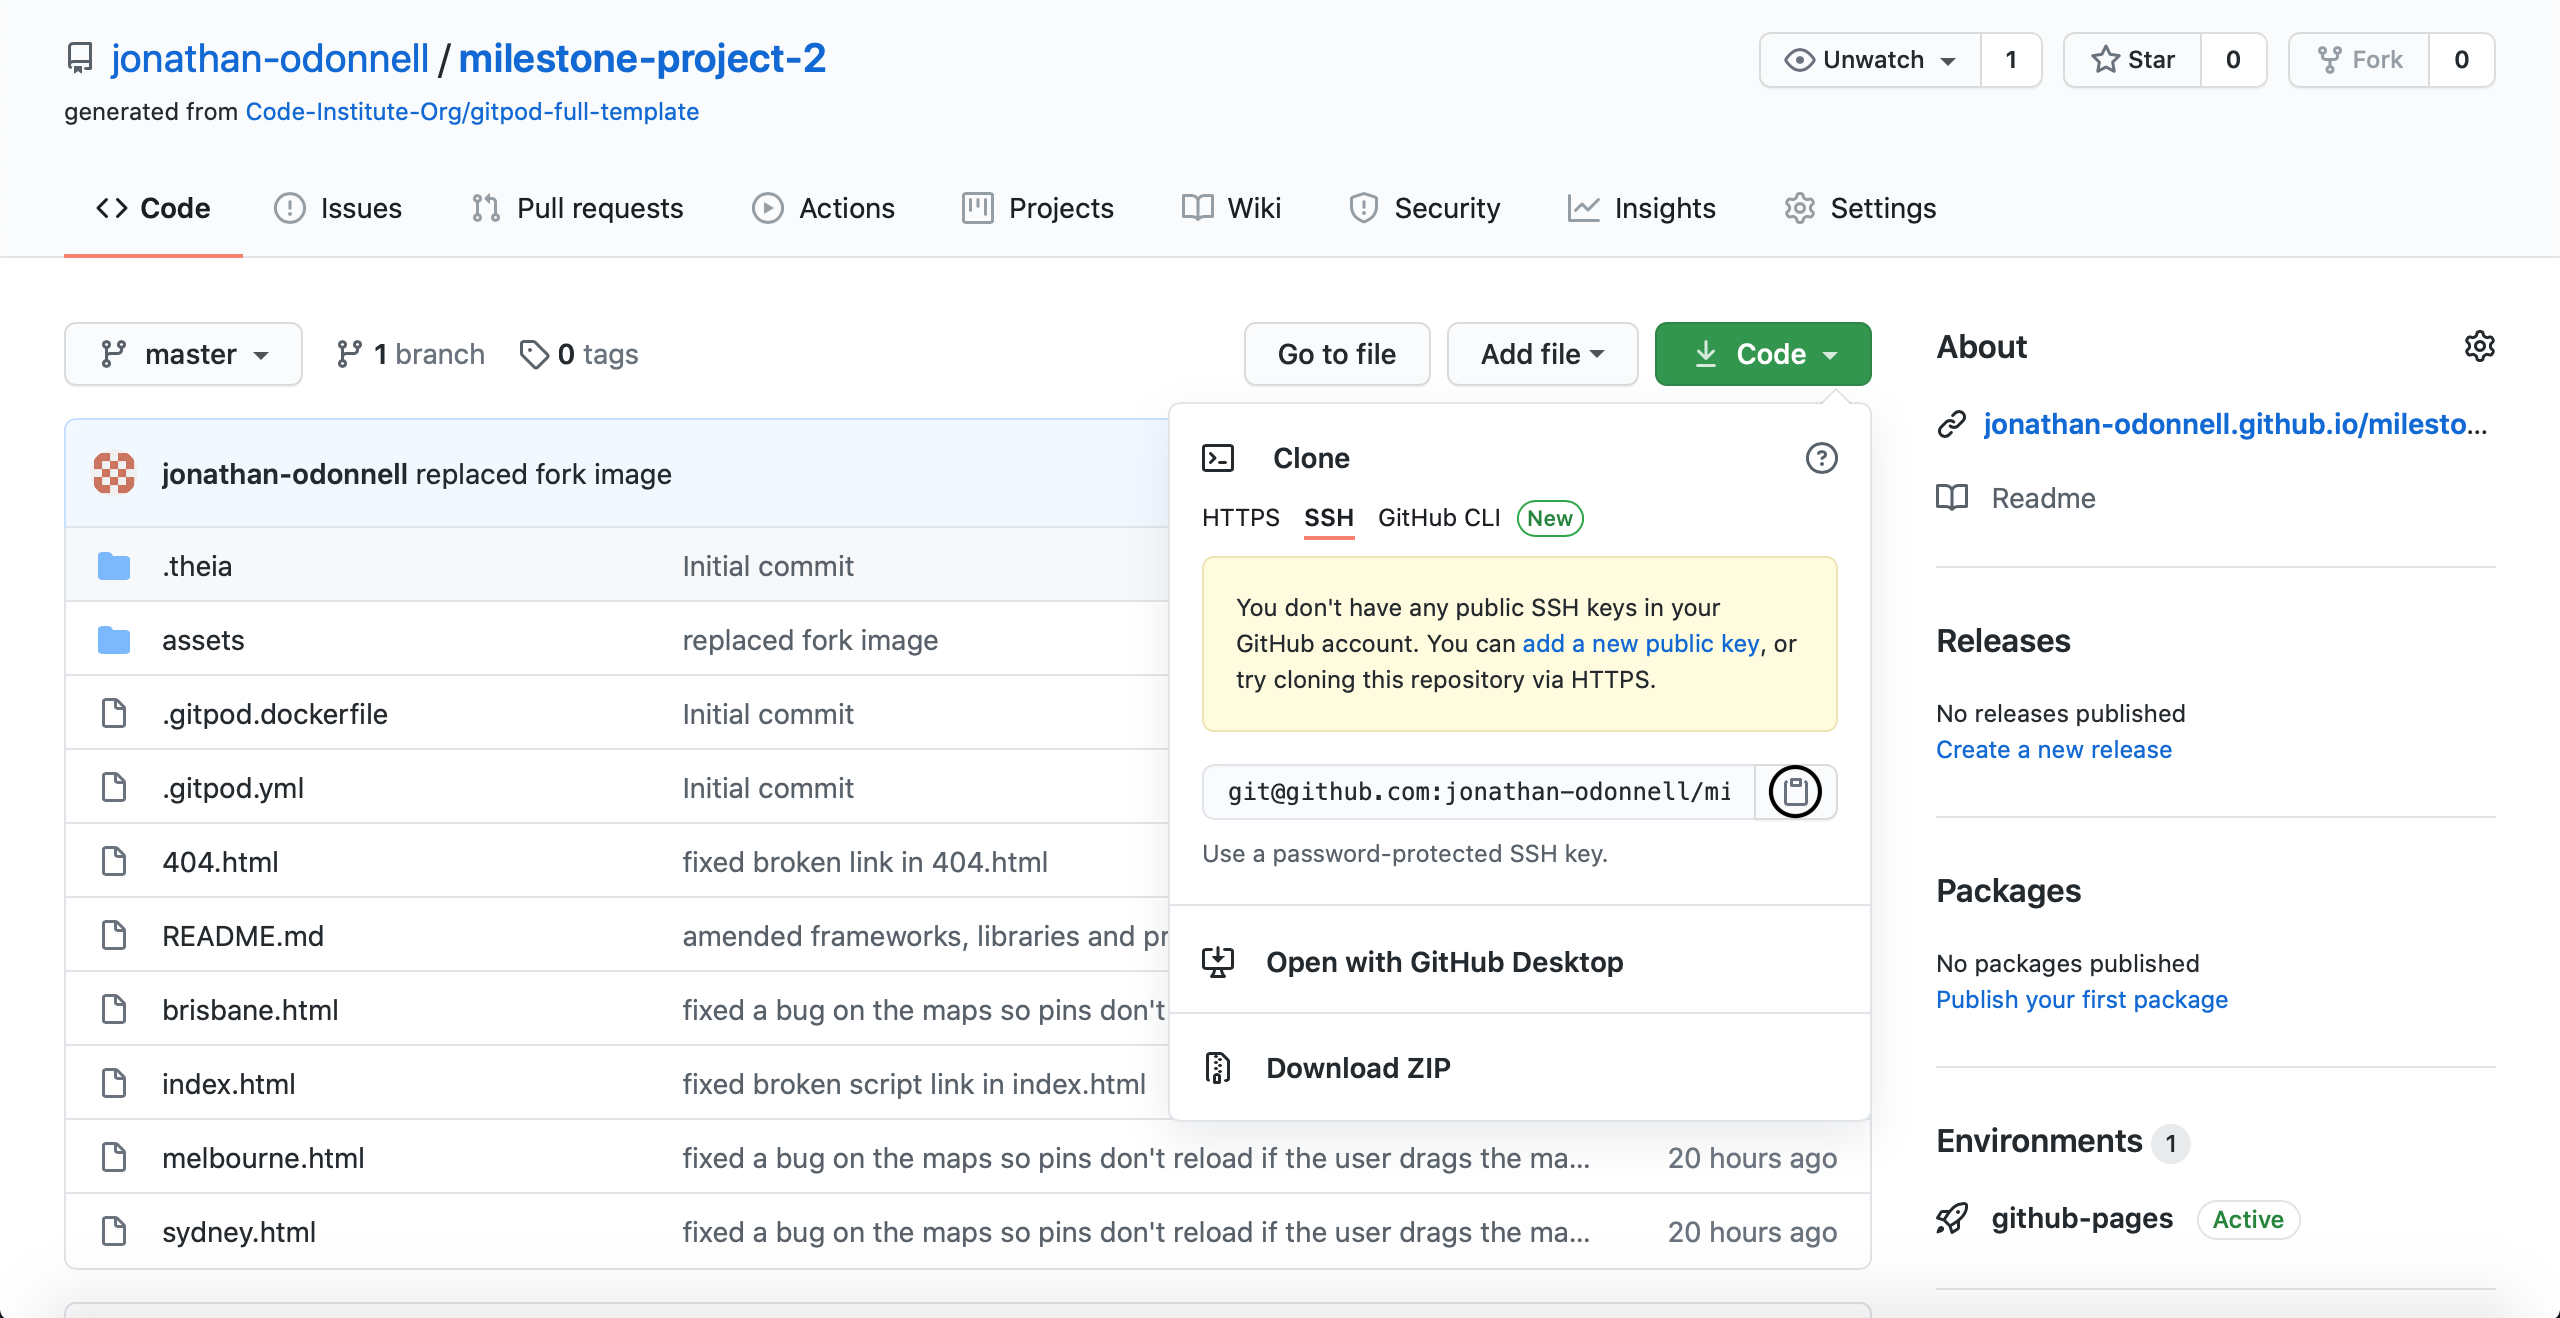 jonathan-odonnell / milestone-project-2
Unwatch 1 Star 0 Fork 0
generated from Code-Institute-Org/gitpod-full-template
Code Issues Pull requests Actions Projects Wiki Security Insights Settings
master 1 branch 0 tags Go to file Add file Code
jonathan-odonnell replaced fork image
.theia Initial commit
assets replaced fork image
.gitpod.dockerfile Initial commit
.gitpod.yml Initial commit
404.html fixed broken link in 404.html
README.md amended frameworks, libraries and pr
brisbane.html fixed a bug on the maps so pins don't
index.html fixed broken script link in index.html
melbourne.html fixed a bug on the maps so pins don't reload if the user drags the ma... 20 hours ago
sydney.html fixed a bug on the maps so pins don't reload if the user drags the ma... 20 hours ago
Clone
HTTPS SSH GitHub CLI New
You don't have any public SSH keys in your
GitHub account. You can add a new public key, or
try cloning this repository via HTTPS.
git@github.com:jonathan-odonnell/mi
Use a password-protected SSH key.
Open with GitHub Desktop
Download ZIP
About
jonathan-odonnell.github.io/milesto...
Readme
Releases
No releases published
Create a new release
Packages
No packages published
Publish your first package
Environments 1
github-pages Active